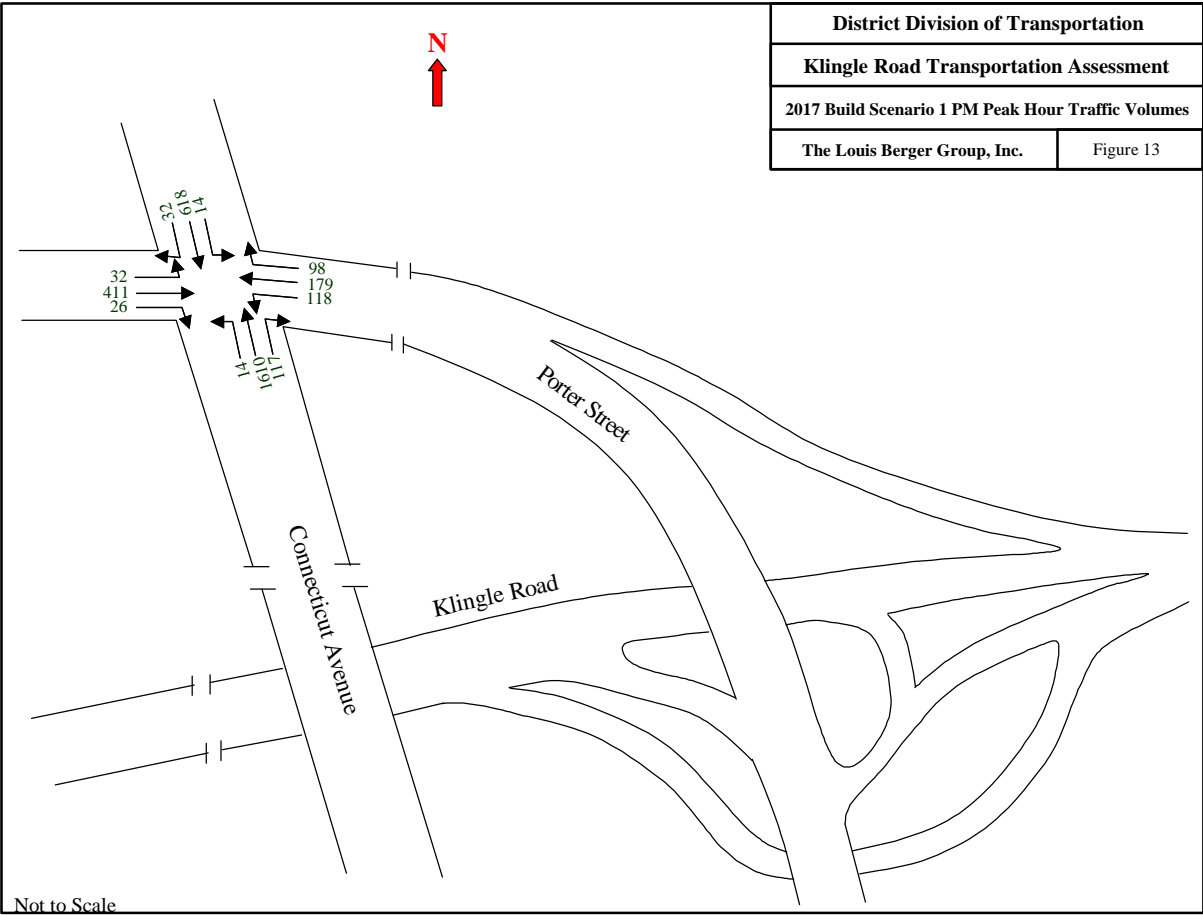 District Division of Transportation
Klingle Road Transportation Assessment
2017 Build Scenario 1 PM Peak Hour Traffic Volumes
The Louis Berger Group, Inc.
Figure 13
N
32
618
14
98
179
118
32
411
26
14
1610
117
Porter Street
Connecticut Avenue
Klingle Road
Not to Scale